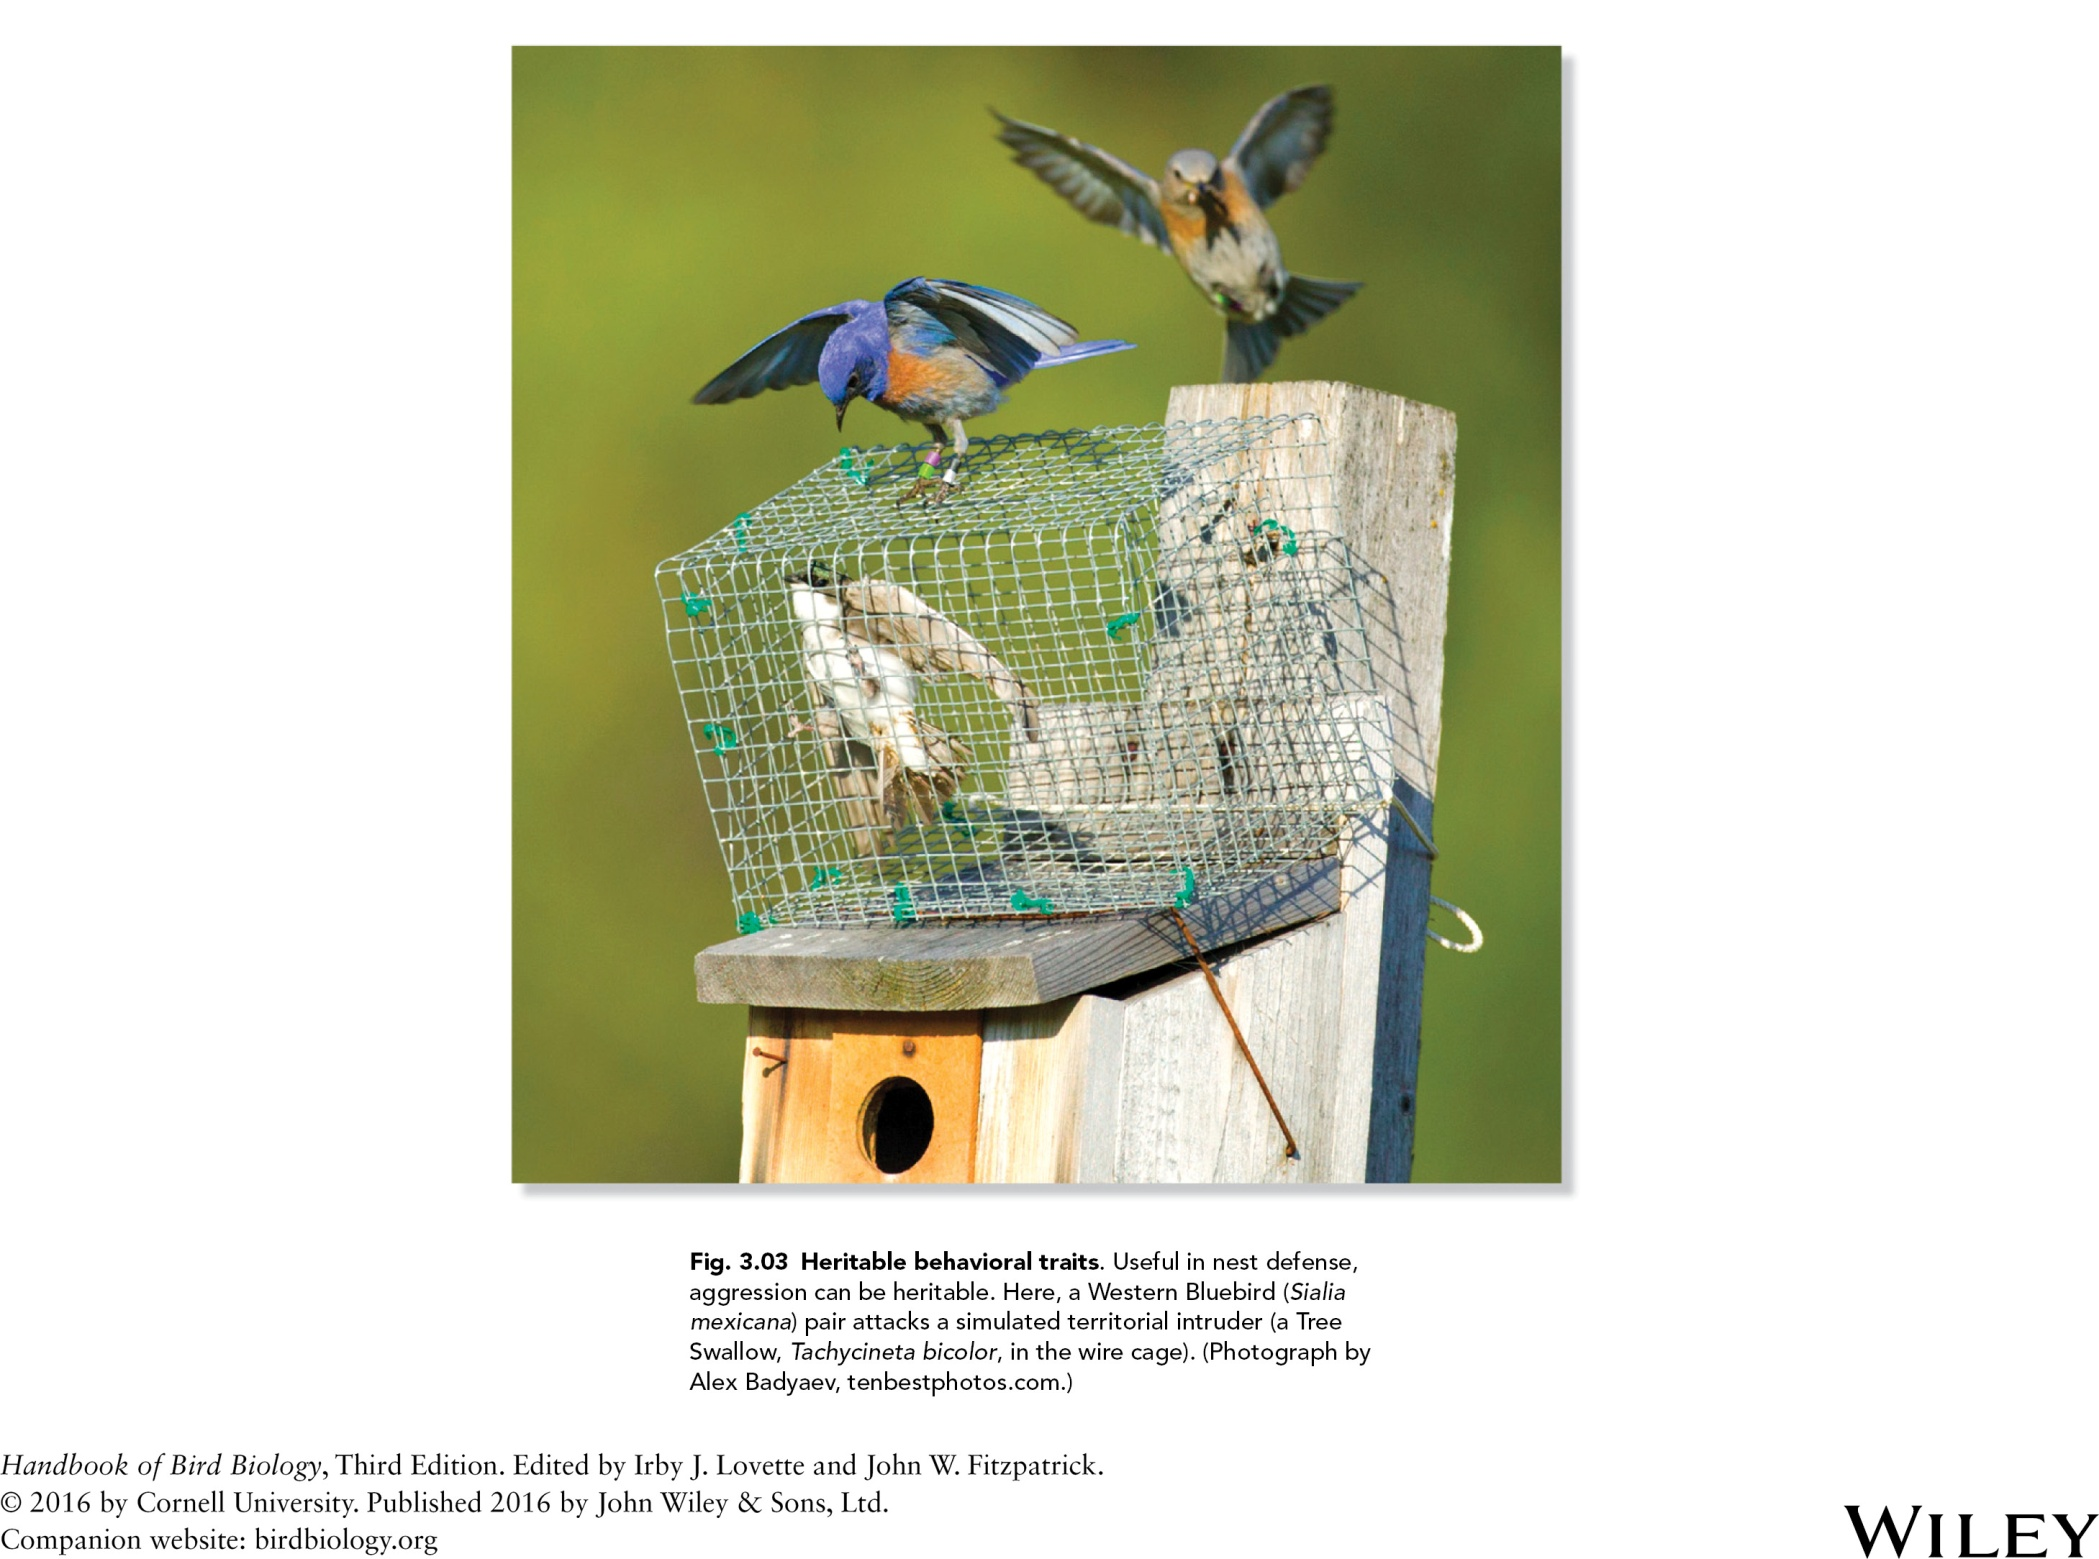 Fig. 3.03 Heritable behavioral traits. Useful in nest defense,
aggression can be heritable. Here, a Western Bluebird (Sialia
mexicana) pair attacks a simulated territorial intruder (a Tree
Swallow, Tachycineta bicolor, in the wire cage). (Photograph by
Alex Badyaev, tenbestphotos.com.)
Handbook of Bird Biology, Third Edition. Edited by Irby J. Lovette and John W. Fitzpatrick.
© 2016 by Cornell University. Published 2016 by John Wiley & Sons, Ltd.
Companion website: birdbiology.org
WILEY